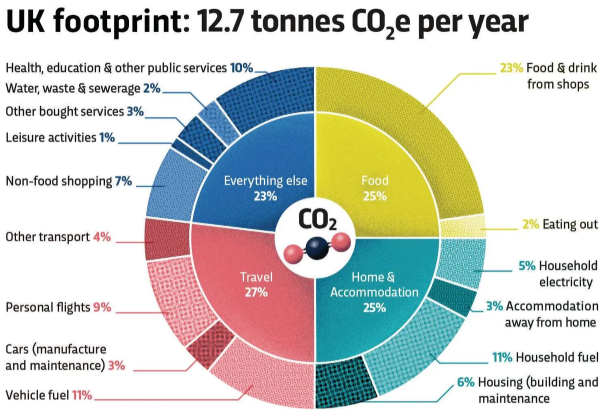 UK footprint: 12.7 tonnes CO₂e per year
Health, education & other public services 10%
Water, waste & sewerage 2%
Other bought services 3%
Leisure activities 1%
Non-food shopping 7%
Other transport 4%
Personal flights 9%
Cars (manufacture
and maintenance) 3%
Vehicle fuel 11%
Everything else
23%
Food
25%
CO₂
Travel
27%
Home &
Accommodation
25%
23% Food & drink
from shops
2% Eating out
5% Household
electricity
3% Accommodation
away from home
11% Household fuel
6% Housing (building and
maintenance